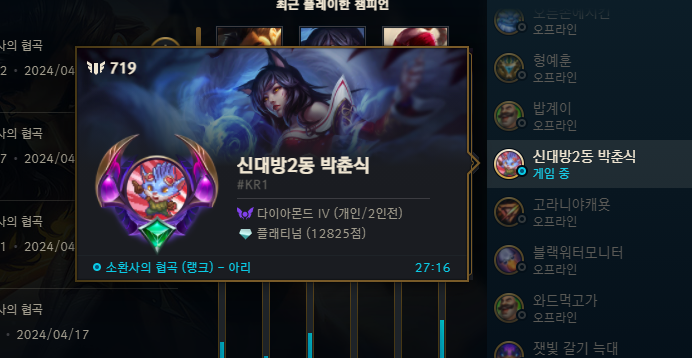 최근 플레이한 챔피언
사의 협곡
2 • 2024/04
사의 협곡
7 • 2024/04
사의 협곡
1 • 2024/04
사의 협곡
• 2024/04/17
719
신대방2동 박춘식
#KR1
다이아몬드 IV (개인/2인전)
플래티넘 (12825점)
소환사의 협곡 (랭크) - 아리
27:16
오프라인
형예훈
오프라인
밥게이
오프라인
신대방2동 박춘식
게임 중
고라니야캐욧
오프라인
블랙워터모니터
오프라인
와드먹고가
오프라인
잿빛 갈기 늑대